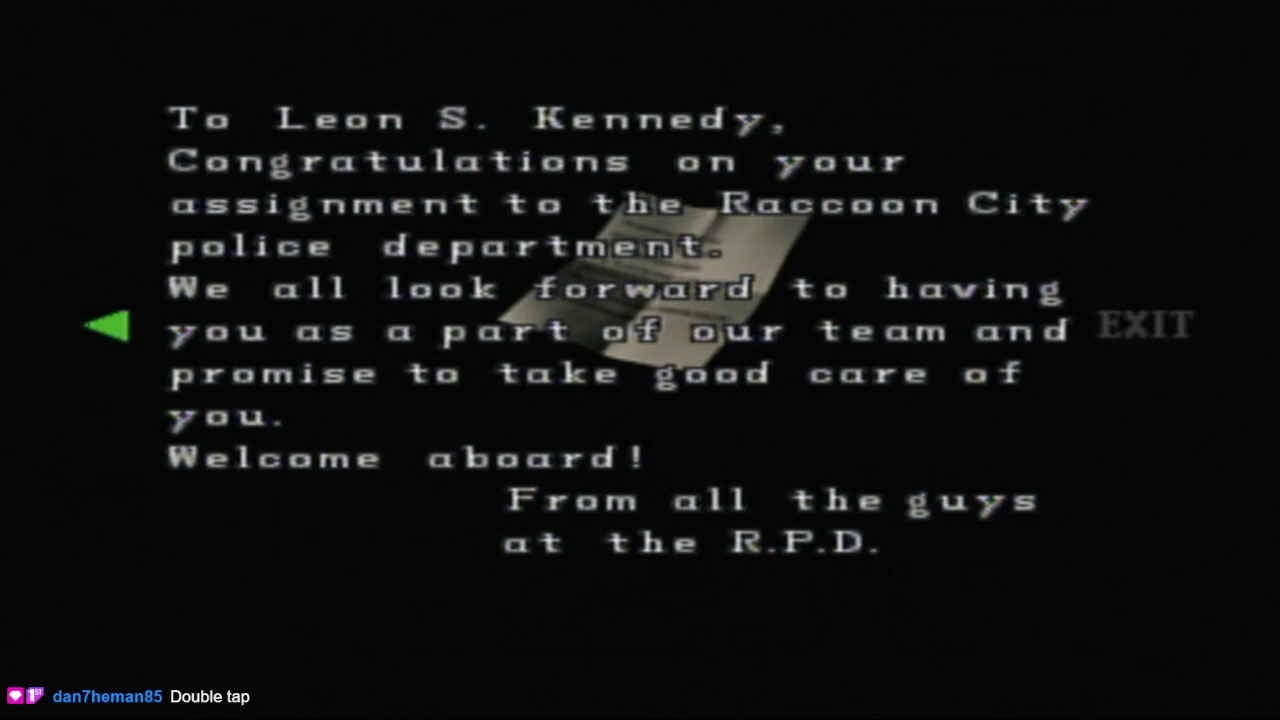 To Leon S. Kennedy,
Congratulations on your
assignment to the Raccoon City
police department.
We all look forward to having
you as a part of our team and
promise to take good care of
you.
Welcome aboard!
From all the guys
at the R.P.D.
EXIT
1ST dan7heman85 Double tap